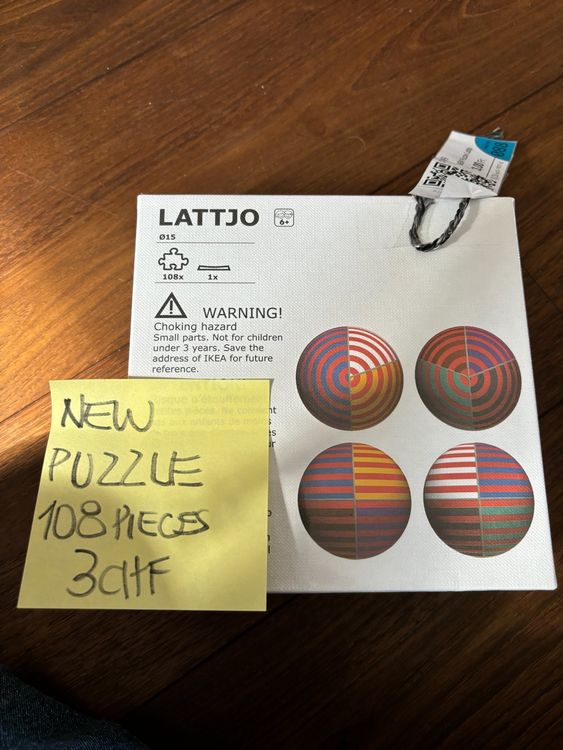 LATTJO
6+
Ø15
108x 1x
WARNING!
Choking hazard
Small parts. Not for children
under 3 years. Save the
address of IKEA for future
reference.
NEW
PUZZLE
108 PIECES
3CHF